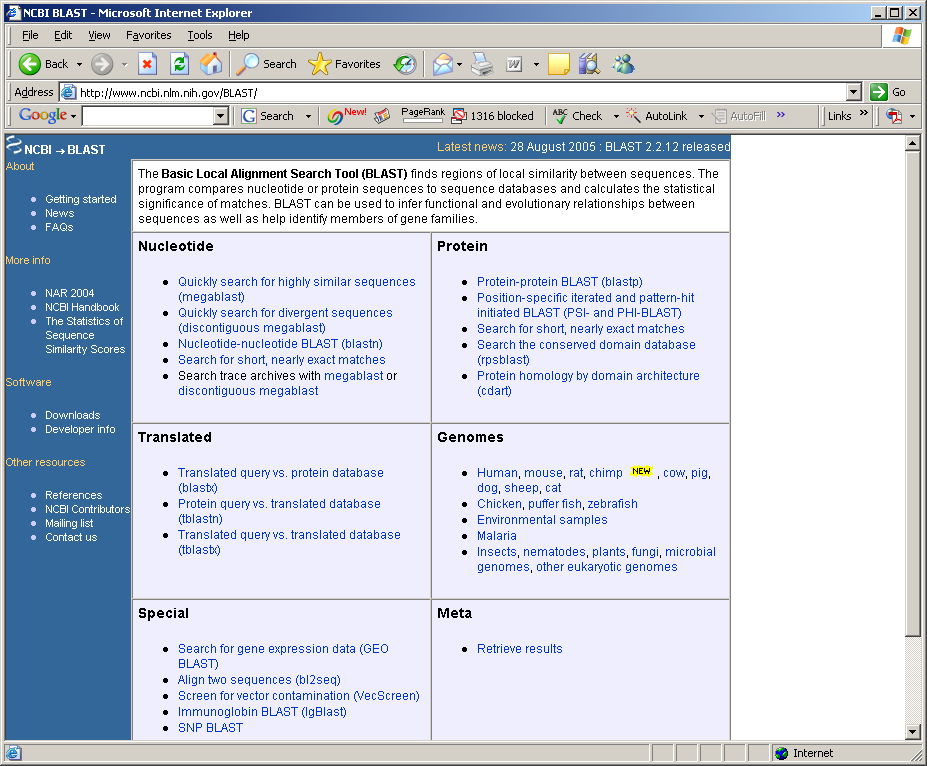 NCBI BLAST - Microsoft Internet Explorer
File Edit View Favorites Tools Help
Back Search Favorites
Address http://www.ncbi.nlm.nih.gov/BLAST/ Go
Google Search New! PageRank 1316 blocked ABC Check AutoLink AutoFill » Links »
NCBI → BLAST Latest news: 28 August 2005 : BLAST 2.2.12 released
About
Getting started
News
FAQs
More info
NAR 2004
NCBI Handbook
The Statistics of
Sequence
Similarity Scores
Software
Downloads
Developer info
Other resources
References
NCBI Contributors
Mailing list
Contact us
The Basic Local Alignment Search Tool (BLAST) finds regions of local similarity between sequences. The
program compares nucleotide or protein sequences to sequence databases and calculates the statistical
significance of matches. BLAST can be used to infer functional and evolutionary relationships between
sequences as well as help identify members of gene families.
Nucleotide
Quickly search for highly similar sequences
(megablast)
Quickly search for divergent sequences
(discontiguous megablast)
Nucleotide-nucleotide BLAST (blastn)
Search for short, nearly exact matches
Search trace archives with megablast or
discontiguous megablast
Protein
Protein-protein BLAST (blastp)
Position-specific iterated and pattern-hit
initiated BLAST (PSI- and PHI-BLAST)
Search for short, nearly exact matches
Search the conserved domain database
(rpsblast)
Protein homology by domain architecture
(cdart)
Translated
Translated query vs. protein database
(blastx)
Protein query vs. translated database
(tblastn)
Translated query vs. translated database
(tblastx)
Genomes
Human, mouse, rat, chimp NEW , cow, pig,
dog, sheep, cat
Chicken, puffer fish, zebrafish
Environmental samples
Malaria
Insects, nematodes, plants, fungi, microbial
genomes, other eukaryotic genomes
Special
Search for gene expression data (GEO
BLAST)
Align two sequences (bl2seq)
Screen for vector contamination (VecScreen)
Immunoglobin BLAST (IgBlast)
SNP BLAST
Meta
Retrieve results
Internet